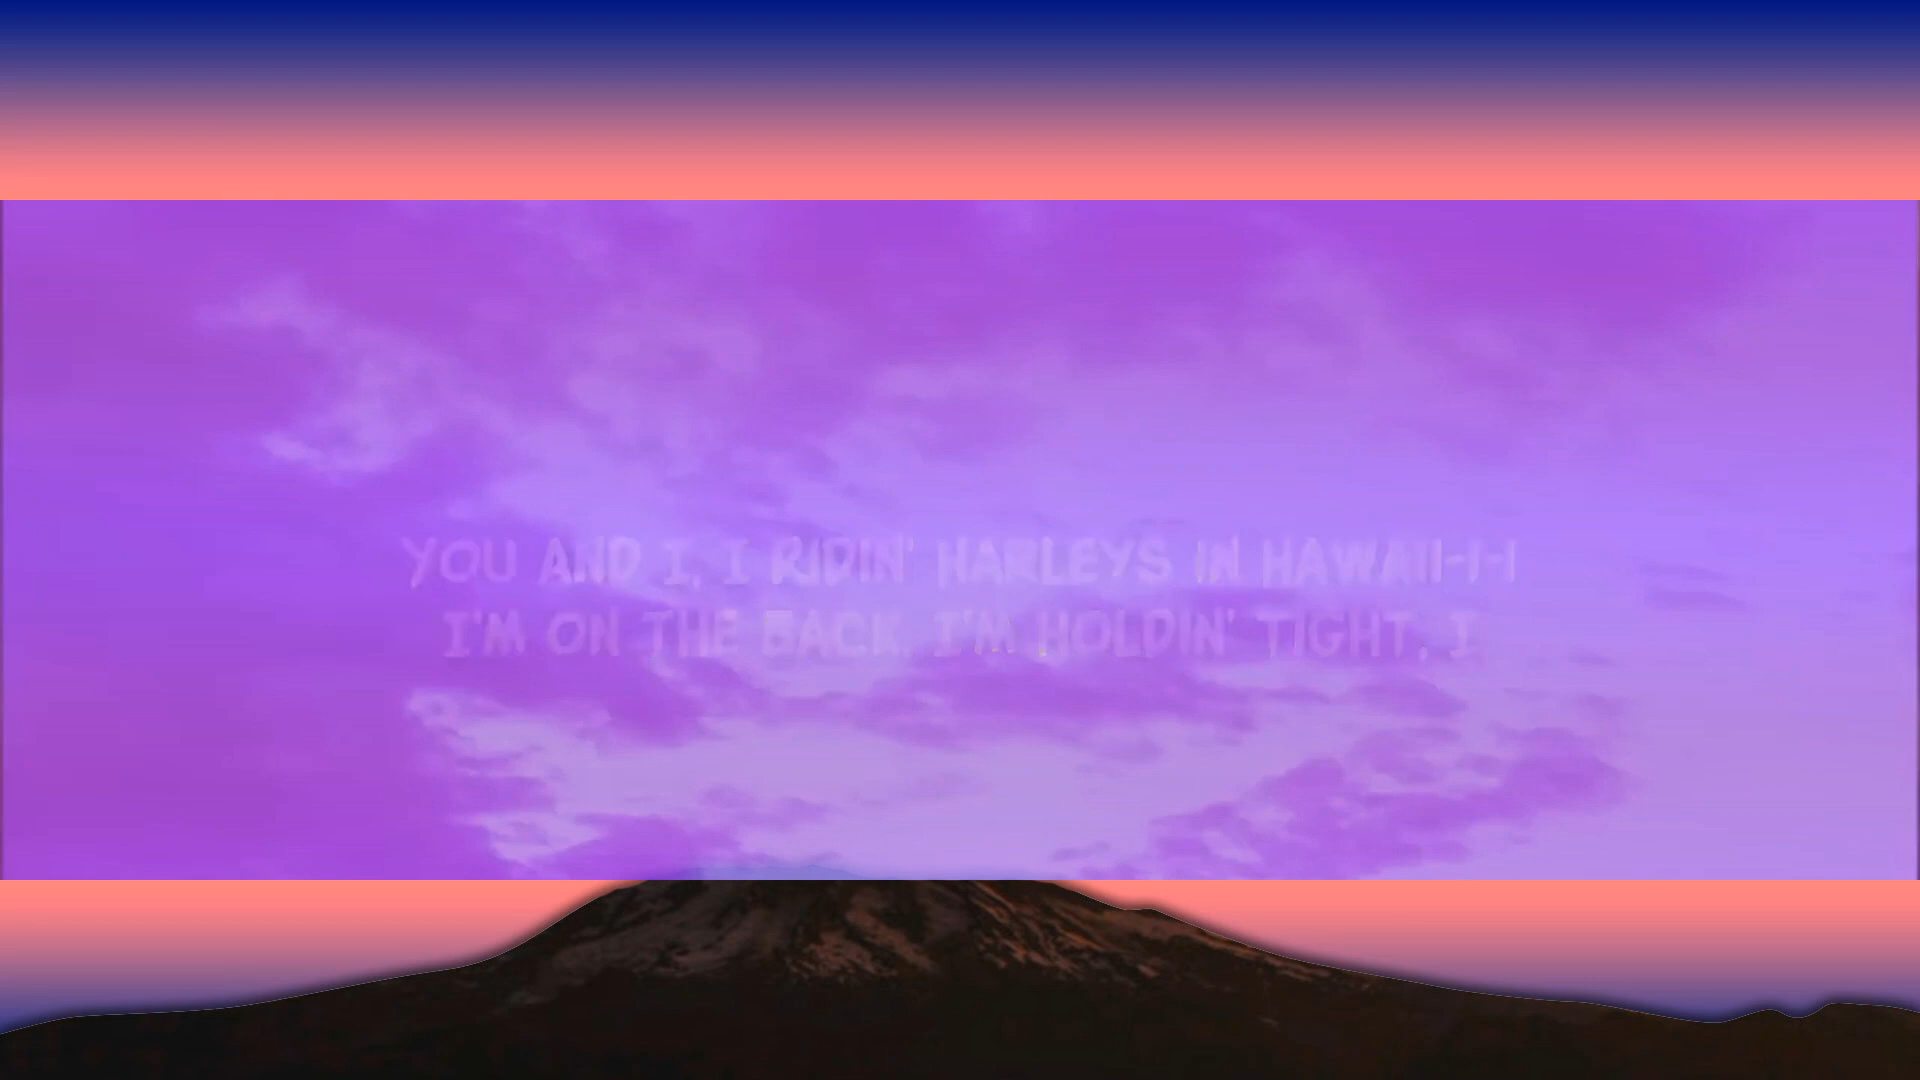 YOU AND I, I RIDIN' HARLEYS IN HAWAII-I-I
I'M ON THE BACK, I'M HOLDIN' TIGHT, I